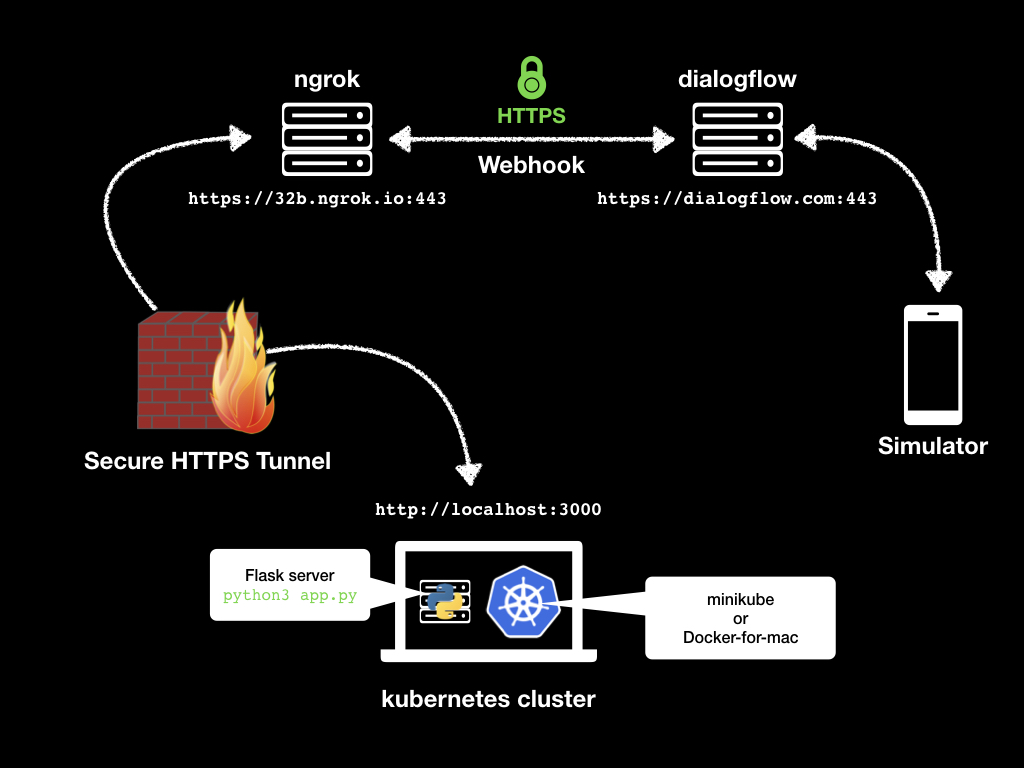 ngrok
dialogflow
HTTPS
Webhook
https://32b.ngrok.io:443
https://dialogflow.com:443
Simulator
Secure HTTPS Tunnel
http://localhost:3000
Flask server
python3 app.py
minikube
or
Docker-for-mac
kubernetes cluster